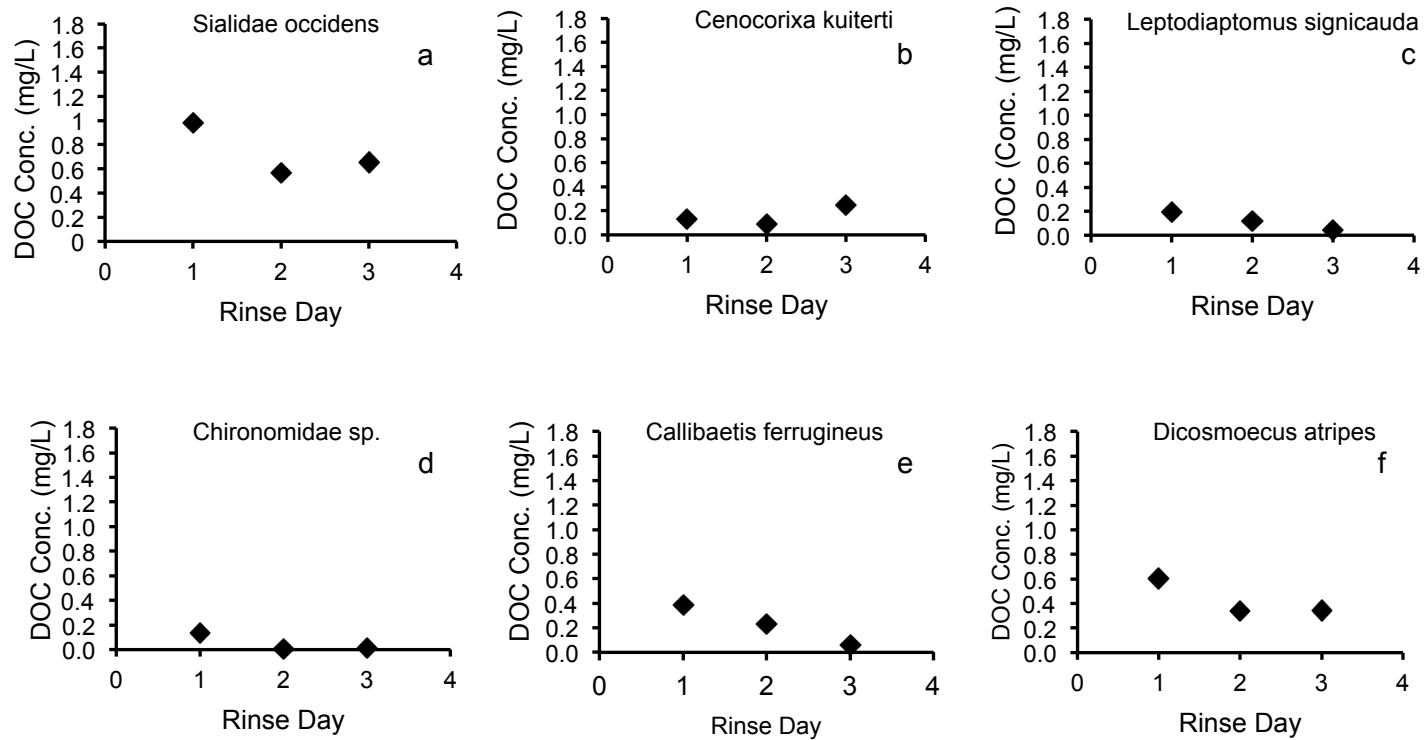 Sialidae occidens
a
DOC Conc. (mg/L)
1.8
1.6
1.4
1.2
1
0.8
0.6
0.4
0.2
0
0 1 2 3 4
Rinse Day
Cenocorixa kuiterti
b
DOC Conc. (mg/L)
1.8
1.6
1.4
1.2
1.0
0.8
0.6
0.4
0.2
0.0
0 1 2 3 4
Rinse Day
Leptodiaptomus signicauda
c
DOC (Conc. (mg/L)
1.8
1.6
1.4
1.2
1.0
0.8
0.6
0.4
0.2
0.0
0 1 2 3 4
Rinse Day
Chironomidae sp.
d
DOC Conc. (mg/L)
1.8
1.6
1.4
1.2
1.0
0.8
0.6
0.4
0.2
0.0
0 1 2 3 4
Rinse Day
Callibaetis ferrugineus
e
DOC Conc. (mg/L)
1.8
1.6
1.4
1.2
1.0
0.8
0.6
0.4
0.2
0.0
0 1 2 3 4
Rinse Day
Dicosmoecus atripes
f
DOC Conc. (mg/L)
1.8
1.6
1.4
1.2
1.0
0.8
0.6
0.4
0.2
0.0
0 1 2 3 4
Rinse Day